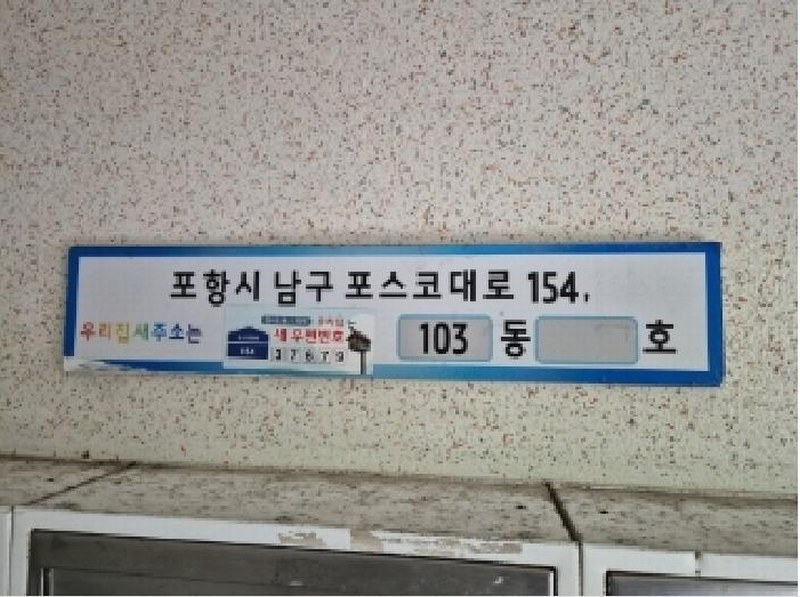 포항시 남구 포스코대로 154,
우리집새주소는
새 우편번호
37679
103 동 호